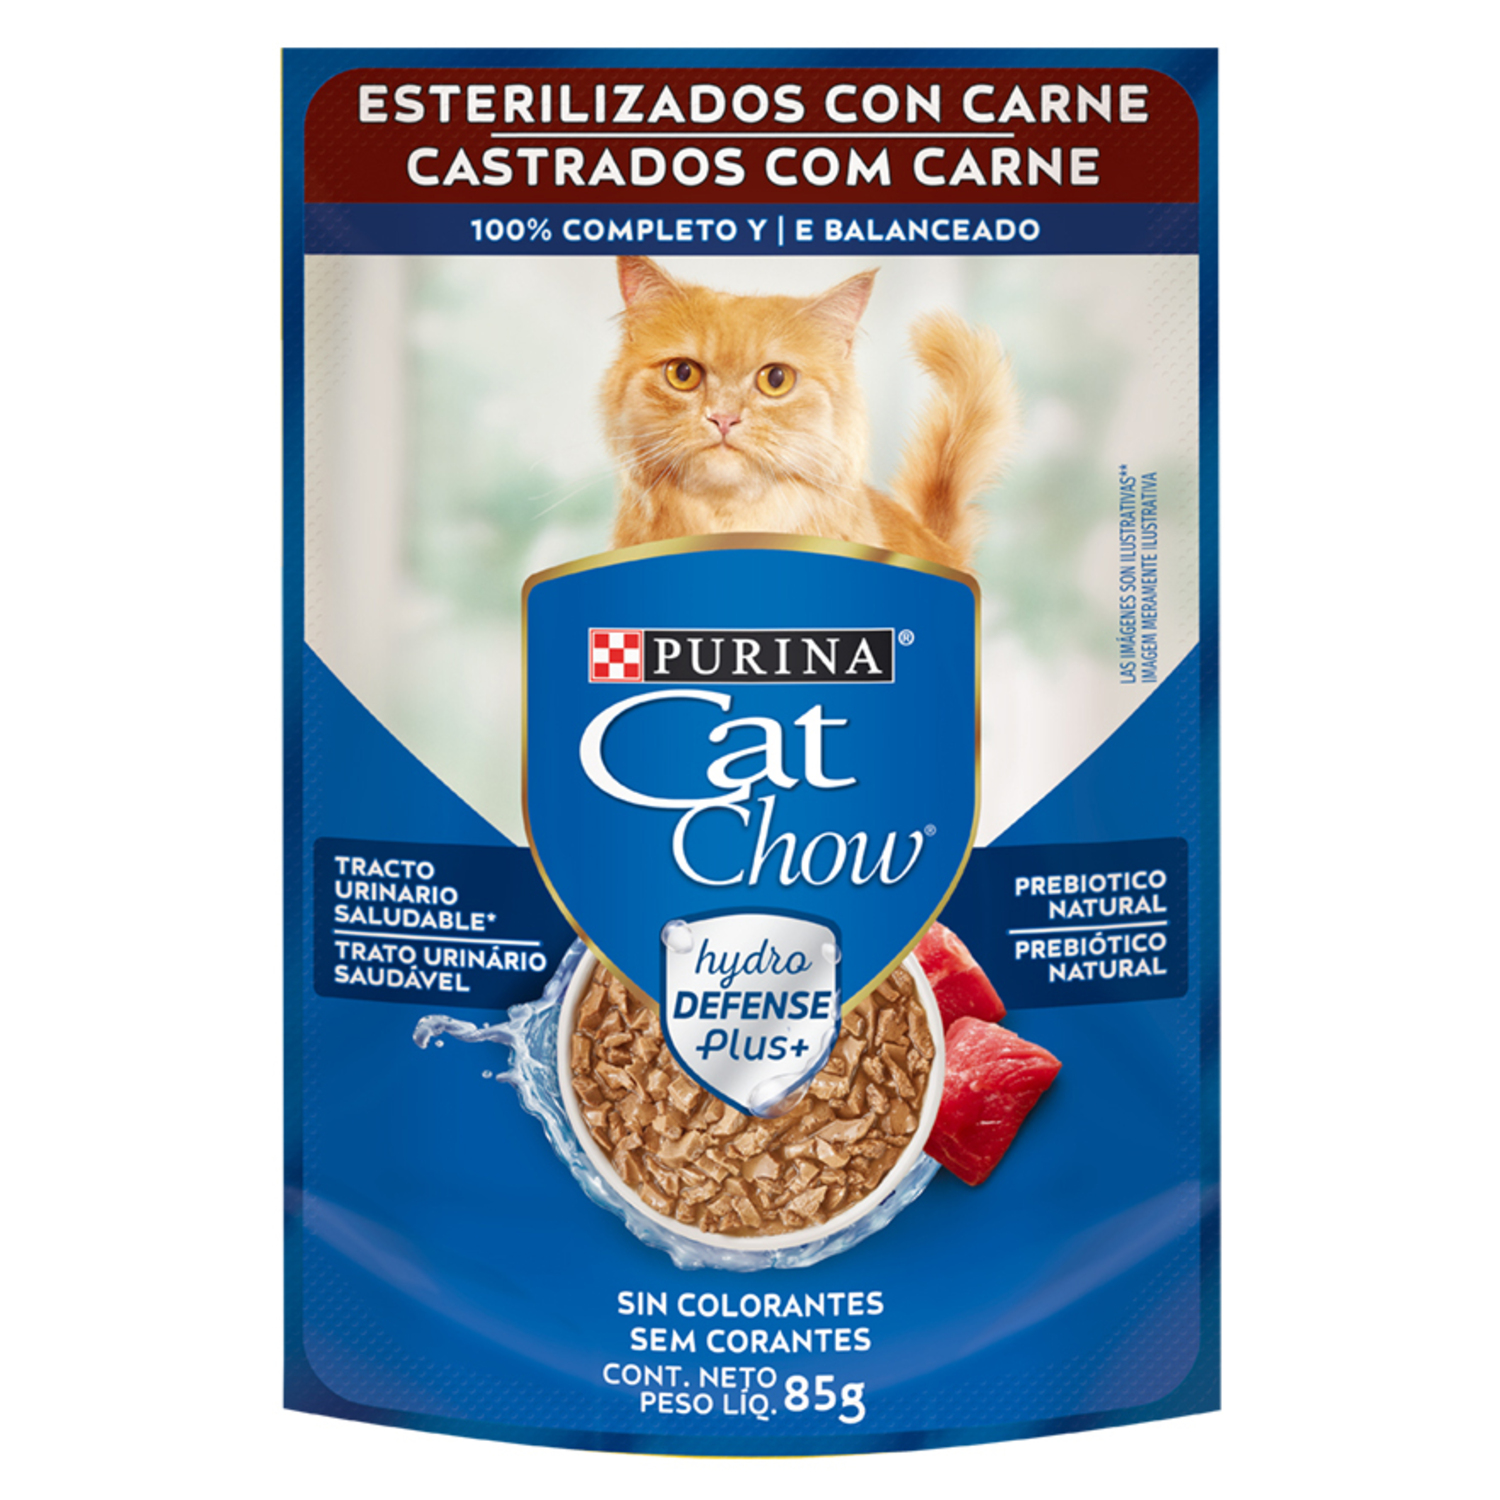 ESTERILIZADOS CON CARNE
CASTRADOS COM CARNE
100% COMPLETO Y | E BALANCEADO
LAS IMÁGENES SON ILUSTRATIVAS**
IMAGEM MERAMENTE ILUSTRATIVA
PURINA®
Cat
Chow®
TRACTO
URINARIO
SALUDABLE*
TRATO URINÁRIO
SAUDÁVEL
PREBIOTICO
NATURAL
PREBIÓTICO
NATURAL
hydro
DEFENSE
Plus+
SIN COLORANTES
SEM CORANTES
CONT. NETO
PESO LÍQ. 85g